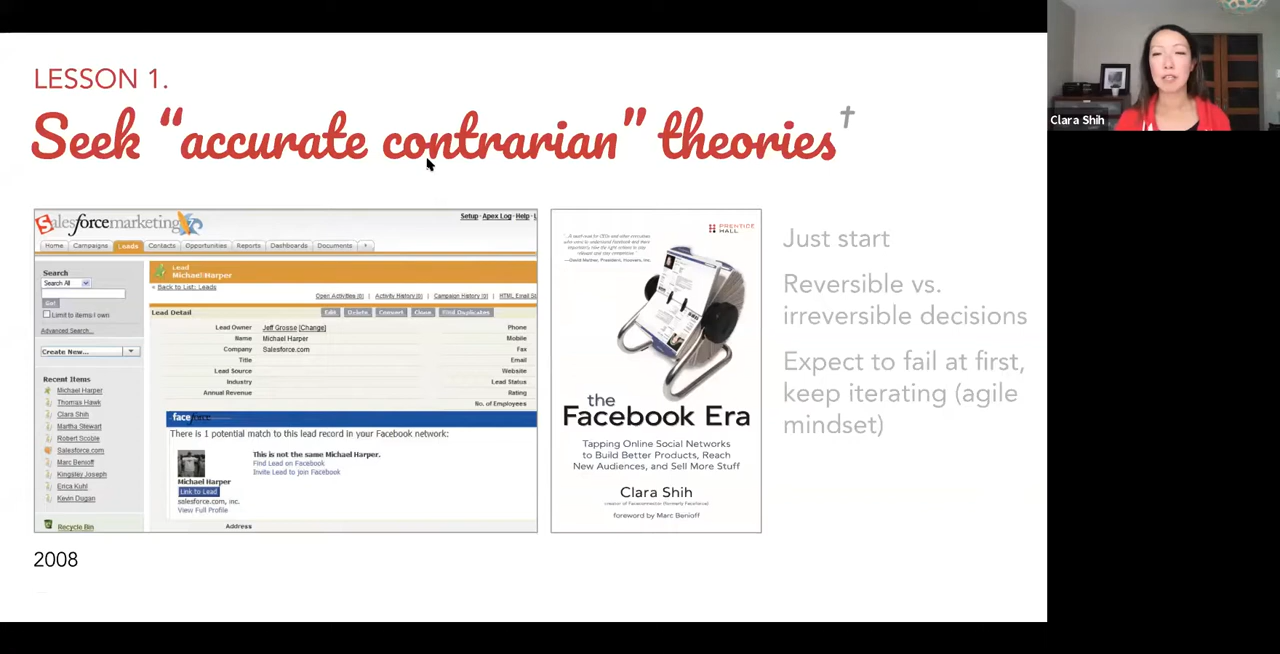 LESSON 1.
Seek “accurate contrarian” theories†
salesforcemarketing
Setup · Apex Log · Help ·
Home Campaigns Leads Contacts Opportunities Reports Dashboards Documents
Search
Search All
Go!
Limit to items I own
Advanced Search...
Create New...
Recent Items
Michael Harper
Thomas Hawk
Clara Shih
Martha Stewart
Robert Scoble
Salesforce.com
Marc Benioff
Kingsley Joseph
Erica Kuhl
Kevin Dugan
Recycle Bin
Lead
Michael Harper
« Back to List: Leads
Open Activities [0] | Activity History [0] | Campaign History [0] | HTML Email
Lead Detail Edit Delete Convert Clone Find Duplicates
Lead Owner Jeff Grosse [Change] Phone
Name Michael Harper Mobile
Company Salesforce.com Fax
Title Email
Lead Source Website
Industry Lead Status
Annual Revenue Rating
No. of Employees
faceforce
There is 1 potential match to this lead record in your Facebook network:
This is not the same Michael Harper.
Find Lead on Facebook
Invite Lead to join Facebook
Michael Harper
Link to Lead
salesforce.com, inc.
View Full Profile
Address
2008
PRENTICE
HALL
the
Facebook Era
Tapping Online Social Networks
to Build Better Products, Reach
New Audiences, and Sell More Stuff
Clara Shih
foreword by Marc Benioff
Just start
Reversible vs.
irreversible decisions
Expect to fail at first,
keep iterating (agile
mindset)
Clara Shih